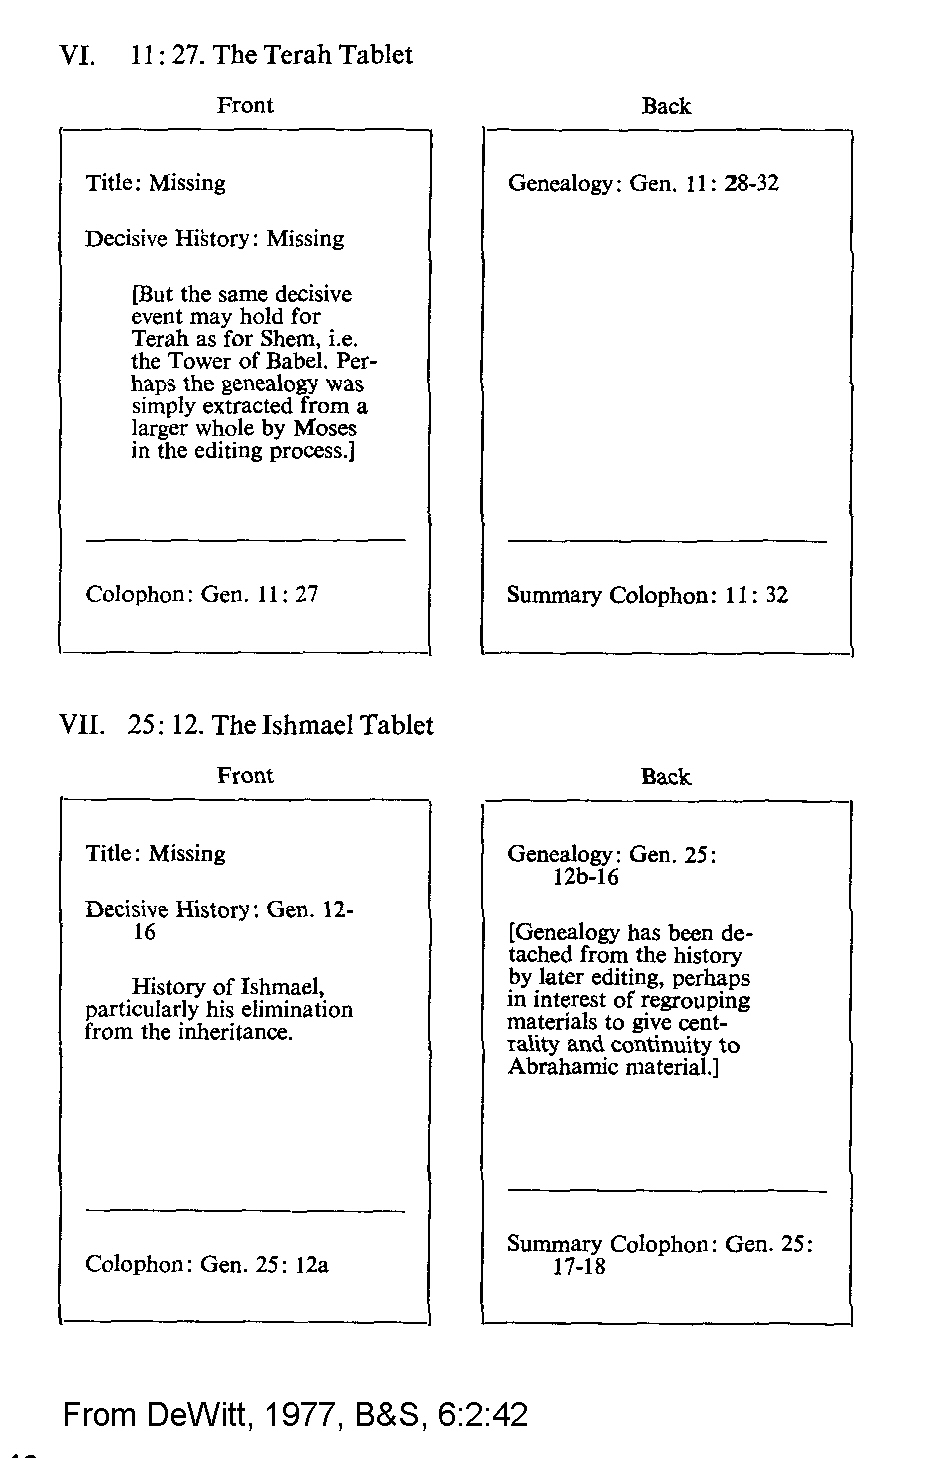 VI. 11: 27. The Terah Tablet
Front
Back
Title: Missing
Decisive History: Missing
[But the same decisive
event may hold for
Terah as for Shem, i.e.
the Tower of Babel. Per-
haps the genealogy was
simply extracted from a
larger whole by Moses
in the editing process.]
Colophon: Gen. 11: 27
Genealogy: Gen. 11: 28-32
Summary Colophon: 11: 32
VII. 25: 12. The Ishmael Tablet
Front
Back
Title: Missing
Decisive History: Gen. 12-
16
History of Ishmael,
particularly his elimination
from the inheritance.
Colophon: Gen. 25: 12a
Genealogy: Gen. 25:
12b-16
[Genealogy has been de-
tached from the history
by later editing, perhaps
in interest of regrouping
materials to give cent-
rality and continuity to
Abrahamic material.]
Summary Colophon: Gen. 25:
17-18
From DeWitt, 1977, B&S, 6:2:42